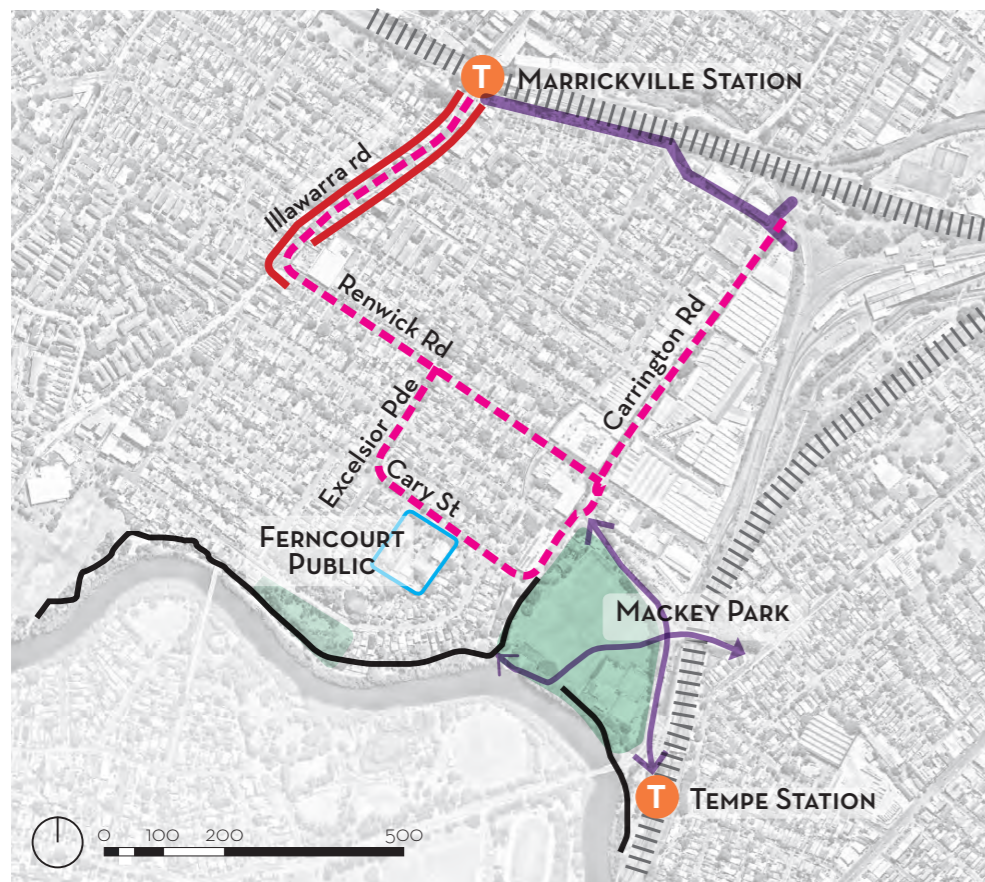 T MARRICKVILLE STATION
Illawarra rd
Renwick Rd
Carrington Rd
Excelsior Pde
Cary St
FERNCOURT
PUBLIC
MACKEY PARK
T TEMPE STATION
0 100 200 500